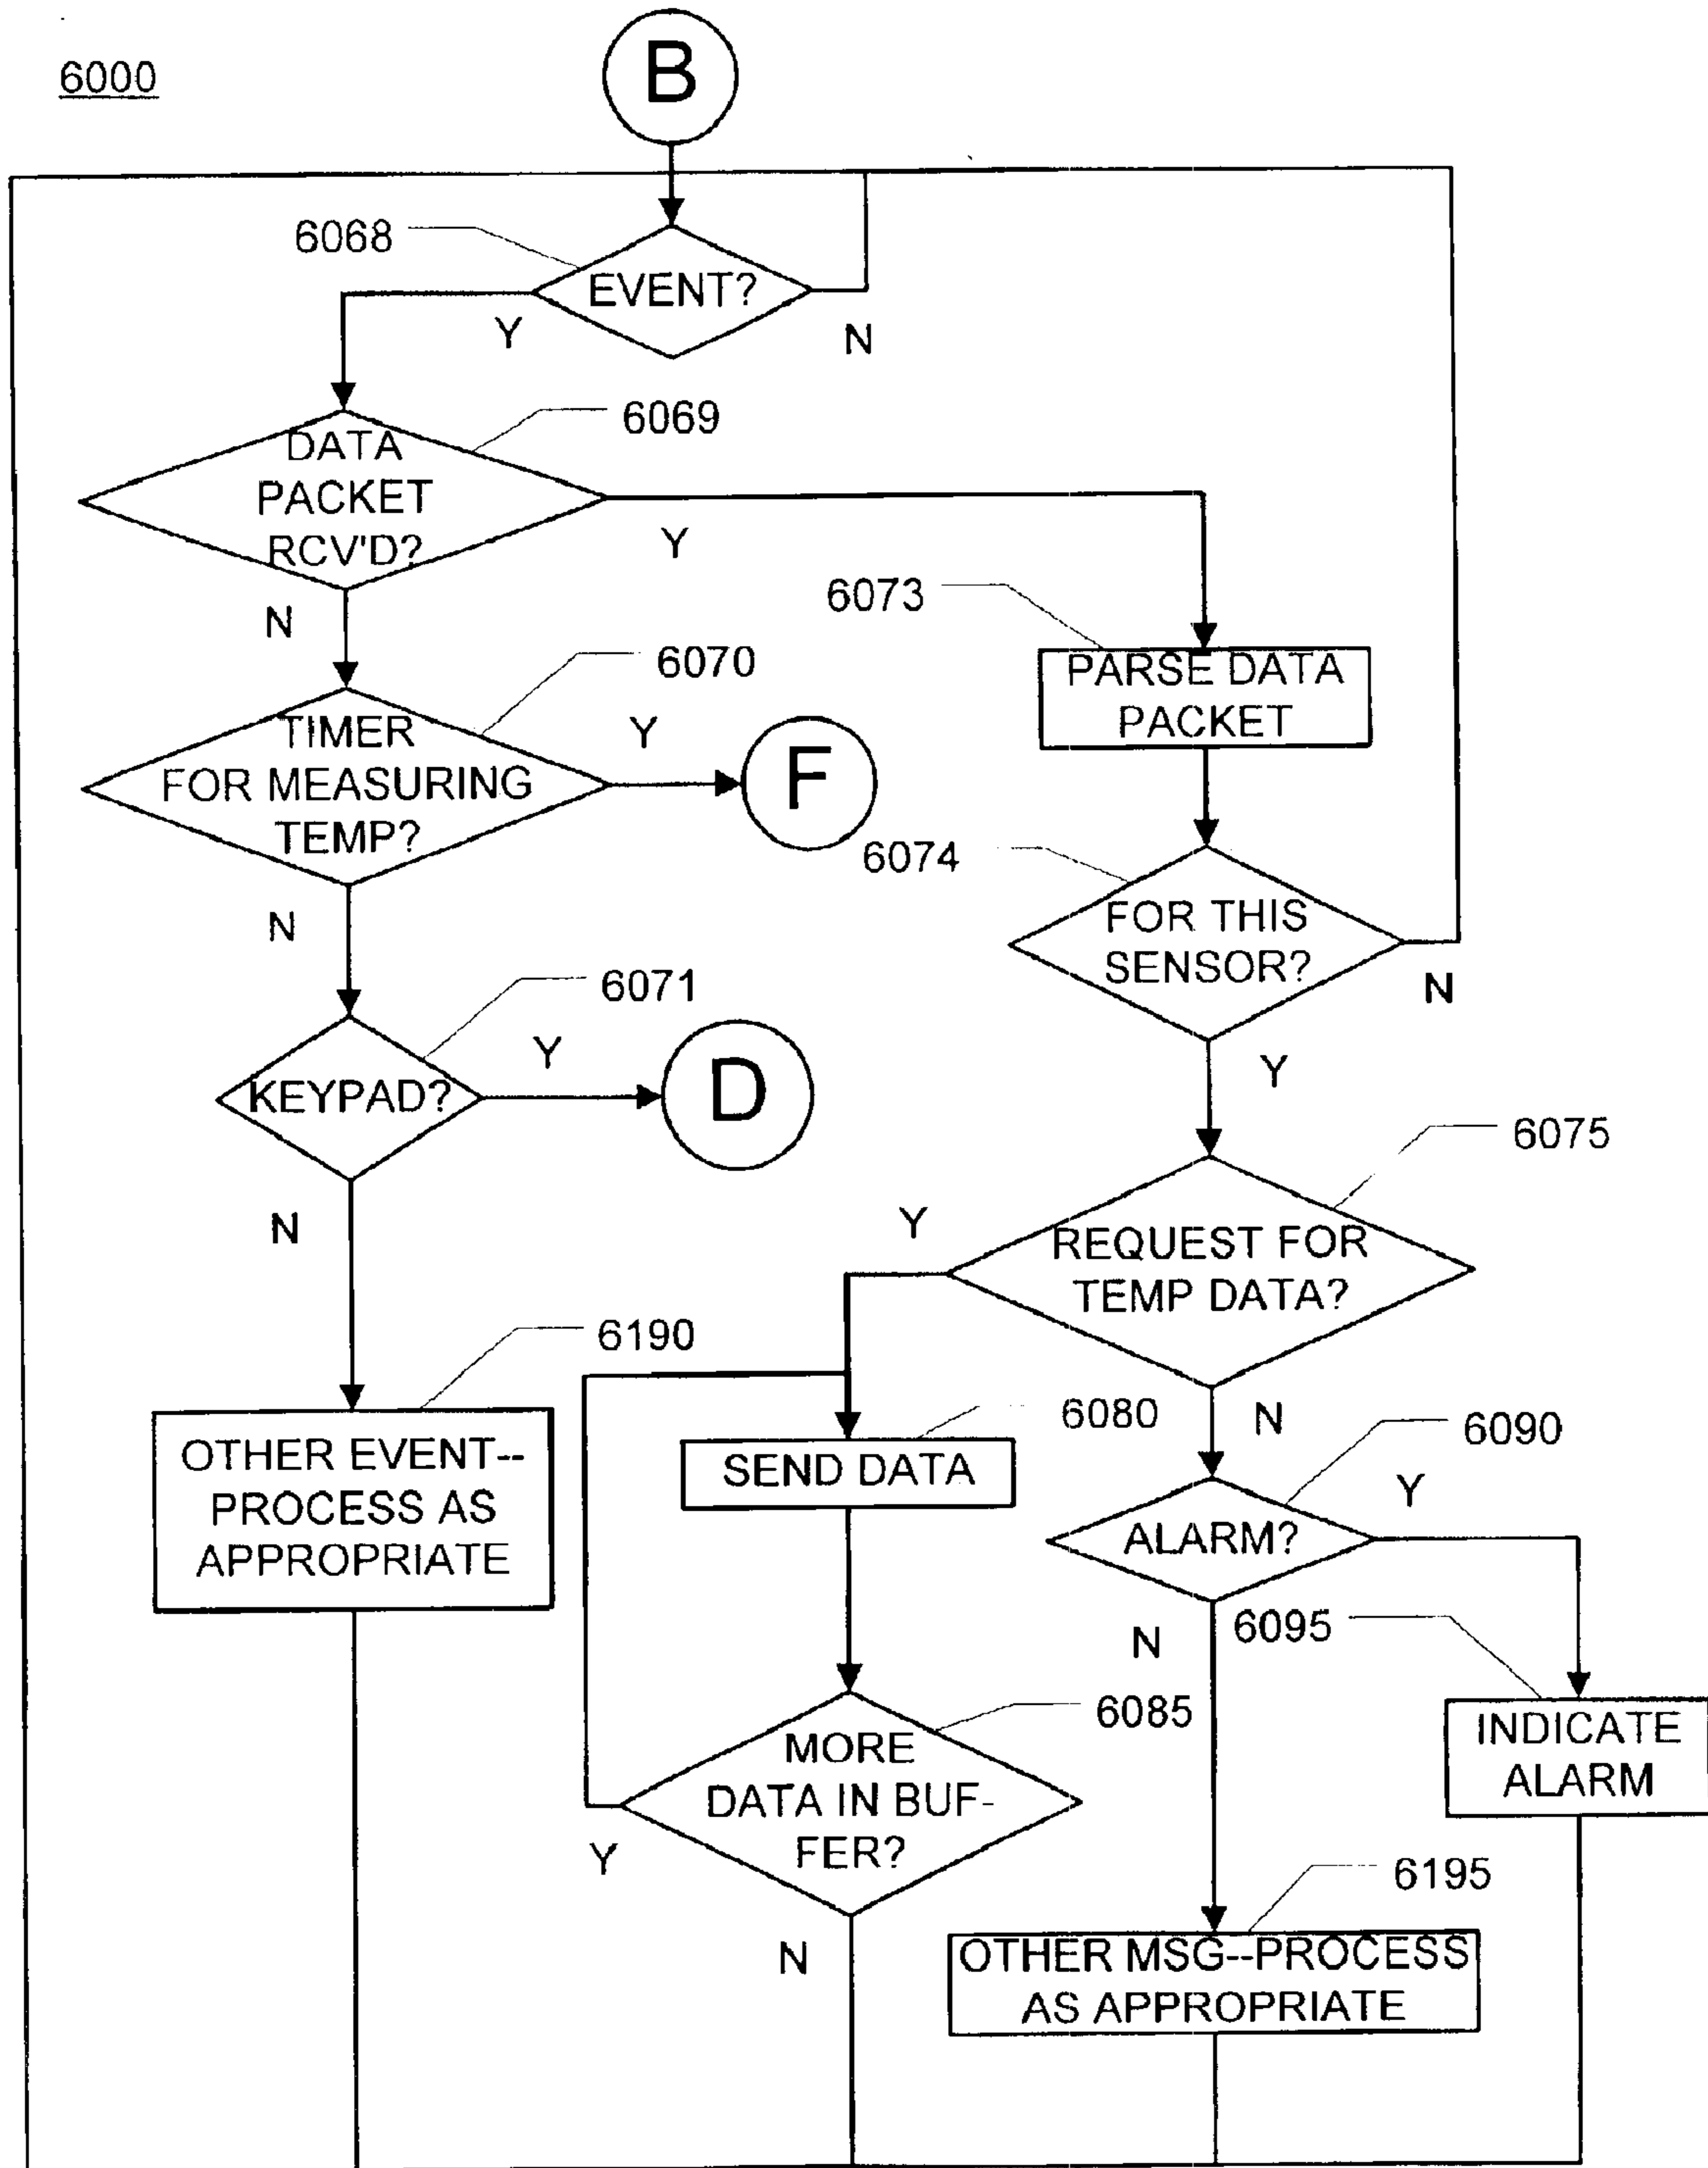 6000
B
6068
EVENT?
Y
N
6069
DATA
PACKET
RCV'D?
Y
N
6073
PARSE DATA
PACKET
6070
TIMER
FOR MEASURING
TEMP?
Y
F
N
6074
FOR THIS
SENSOR?
N
Y
6071
KEYPAD?
Y
D
N
6075
REQUEST FOR
TEMP DATA?
Y
N
6190
OTHER EVENT--
PROCESS AS
APPROPRIATE
6080
SEND DATA
6090
ALARM?
Y
N
6095
INDICATE
ALARM
6085
MORE
DATA IN BUF-
FER?
Y
N
6195
OTHER MSG--PROCESS
AS APPROPRIATE